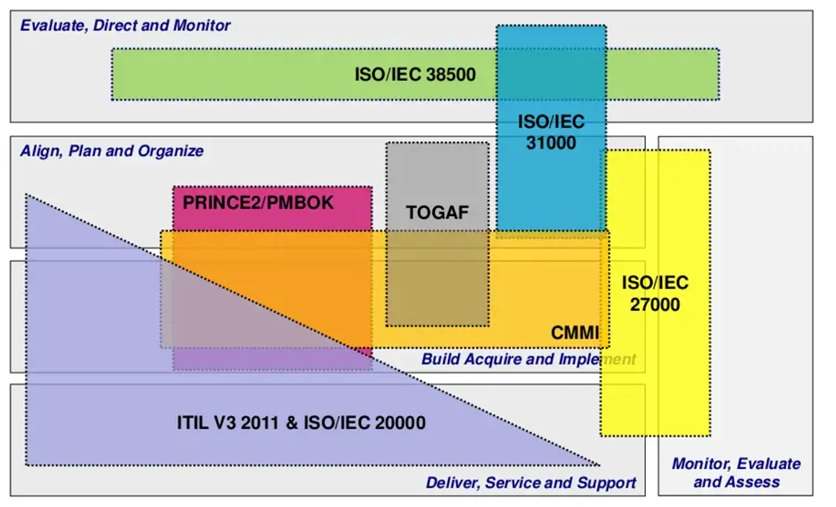 Evaluate, Direct and Monitor
ISO/IEC 38500
ISO/IEC
31000
Align, Plan and Organize
PRINCE2/PMBOK
TOGAF
ISO/IEC
27000
CMMI
Build Acquire and Implement
ITIL V3 2011 & ISO/IEC 20000
Deliver, Service and Support
Monitor, Evaluate
and Assess